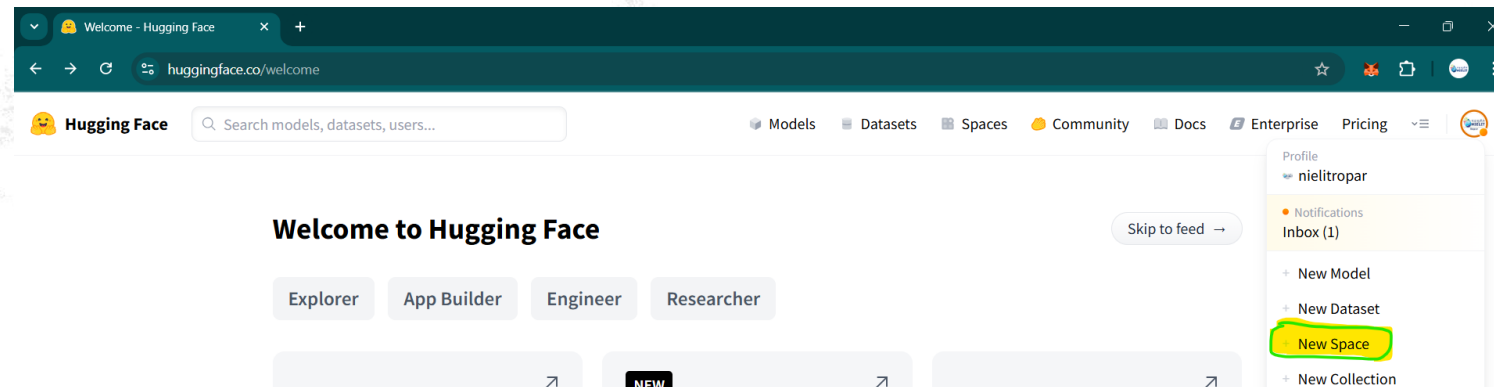 Welcome - Hugging Face
huggingface.co/welcome
Hugging Face
Search models, datasets, users...
Models
Datasets
Spaces
Community
Docs
Enterprise
Pricing
Profile
nielitropar
Notifications
Inbox (1)
Welcome to Hugging Face
Skip to feed →
Explorer
App Builder
Engineer
Researcher
+ New Model
+ New Dataset
+ New Space
+ New Collection
NEW